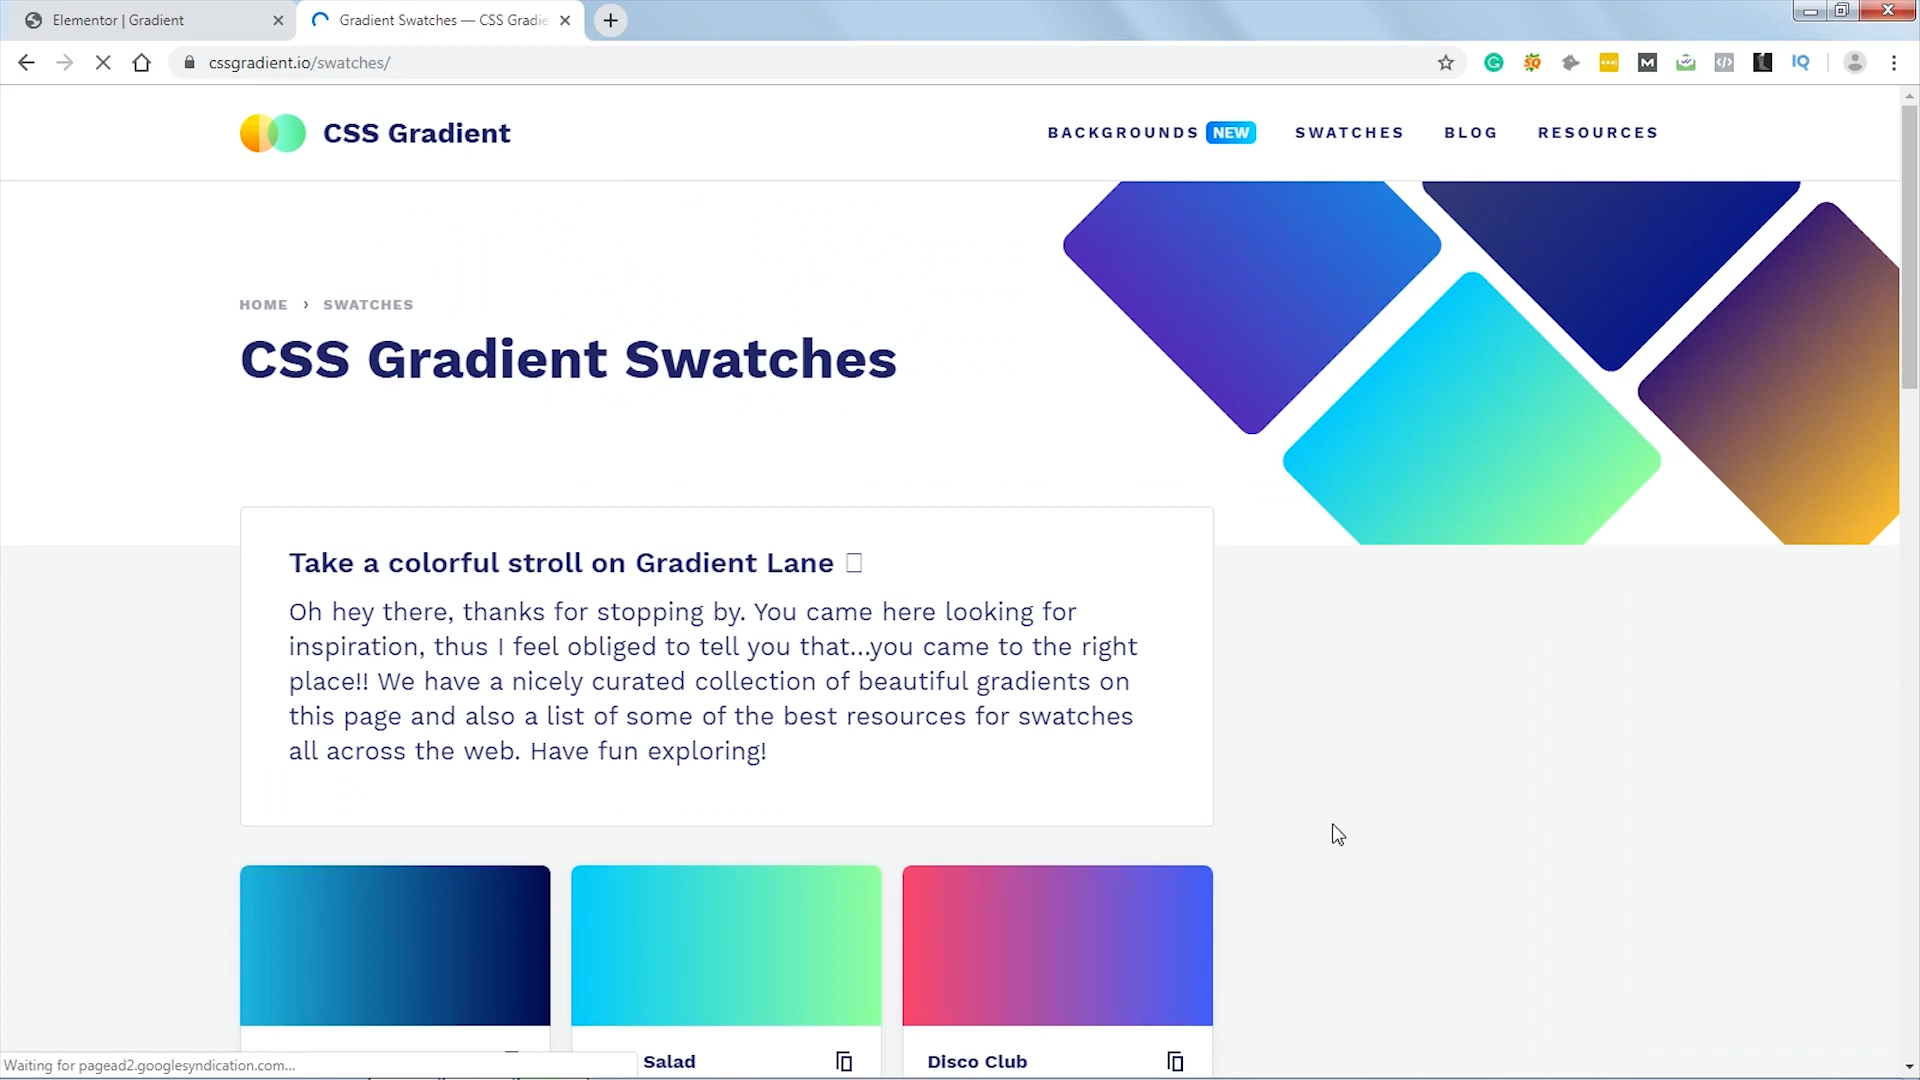 Elementor | Gradient
Gradient Swatches — CSS Gradie
cssgradient.io/swatches/
CSS Gradient
BACKGROUNDS NEW SWATCHES BLOG RESOURCES
HOME › SWATCHES
CSS Gradient Swatches
Take a colorful stroll on Gradient Lane
Oh hey there, thanks for stopping by. You came here looking for
inspiration, thus I feel obliged to tell you that...you came to the right
place!! We have a nicely curated collection of beautiful gradients on
this page and also a list of some of the best resources for swatches
all across the web. Have fun exploring!
Salad
Disco Club
Waiting for pagead2.googlesyndication.com...